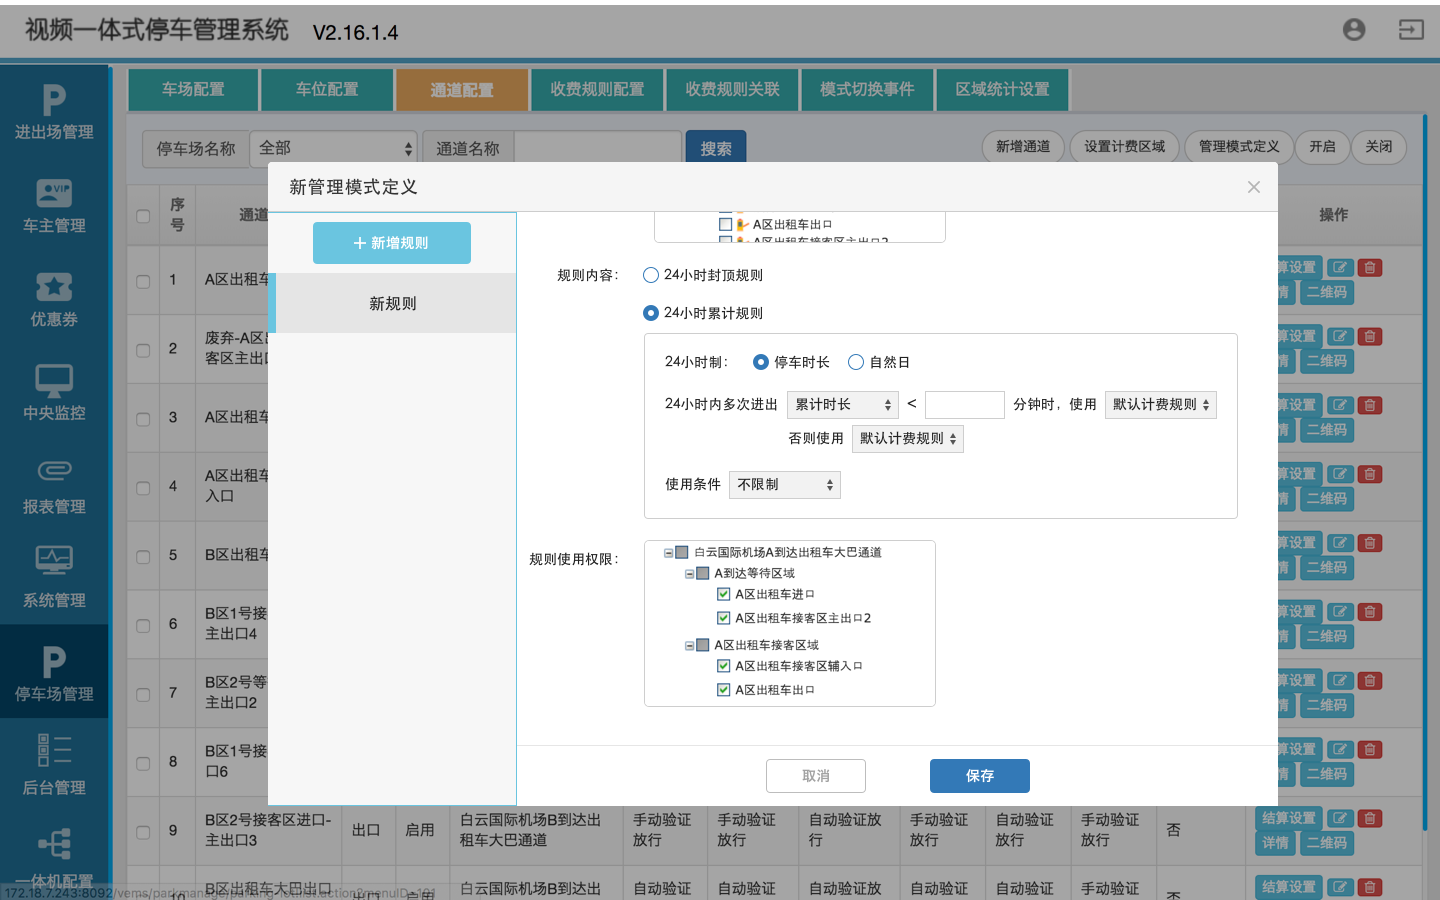 视频一体式停车管理系统 V2.16.1.4
车场配置 车位配置 通道配置 收费规则配置 收费规则关联 模式切换事件 区域统计设置
进出场管理
车主管理
优惠券
中央监控
报表管理
系统管理
停车场管理
后台管理
一体机配置
停车场名称 全部 通道名称 搜索 新增通道 设置计费区域 管理模式定义 开启 关闭
序号 通道 操作
新管理模式定义
新增规则
新规则
A区出租车出口
A区出租车接客区主出口2
规则内容：
24小时封顶规则
24小时累计规则
24小时制： 停车时长 自然日
24小时内多次进出 累计时长 < 分钟时，使用 默认计费规则
否则使用 默认计费规则
使用条件 不限制
规则使用权限：
白云国际机场A到达出租车大巴通道
A到达等待区域
A区出租车进口
A区出租车接客区主出口2
A区出租车接客区域
A区出租车接客区辅入口
A区出租车出口
取消 保存
1 A区出租车 算设置
情 二维码
2 废弃-A区出 算设置
客区主出口 情 二维码
3 A区出租车 算设置
情 二维码
4 A区出租车 算设置
入口 情 二维码
5 B区出租车 算设置
情 二维码
6 B区1号接 算设置
主出口4 情 二维码
7 B区2号等 算设置
主出口2 情 二维码
8 B区1号接 算设置
口6 情 二维码
9 B区2号接客区进口- 出口 启用 白云国际机场B到达出 手动验证 手动验证 自动验证放 手动验证 自动验证 手动验证 否 结算设置
主出口3 租车大巴通道 放行 放行 行 放行 放行 放行 详情 二维码
10 B区出租车大巴出口 出口 启用 白云国际机场B到达出 自动验证 自动验证 自动验证放 自动验证 自动验证 手动验证 否 结算设置
172.18.7.243:8092/vems/parkmanage/parking-lotlist.action?menuID=101